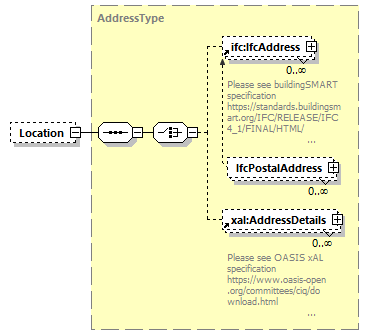 AddressType
ifc:IfcAddress
0..∞
Please see buildingSMART
specification
https://standards.buildingsm
art.org/IFC/RELEASE/IFC
4_1/FINAL/HTML/
...
Location
IfcPostalAddress
0..∞
xal:AddressDetails
0..∞
Please see OASIS xAL
specification
https://www.oasis-open
.org/committees/ciq/do
wnload.html
...